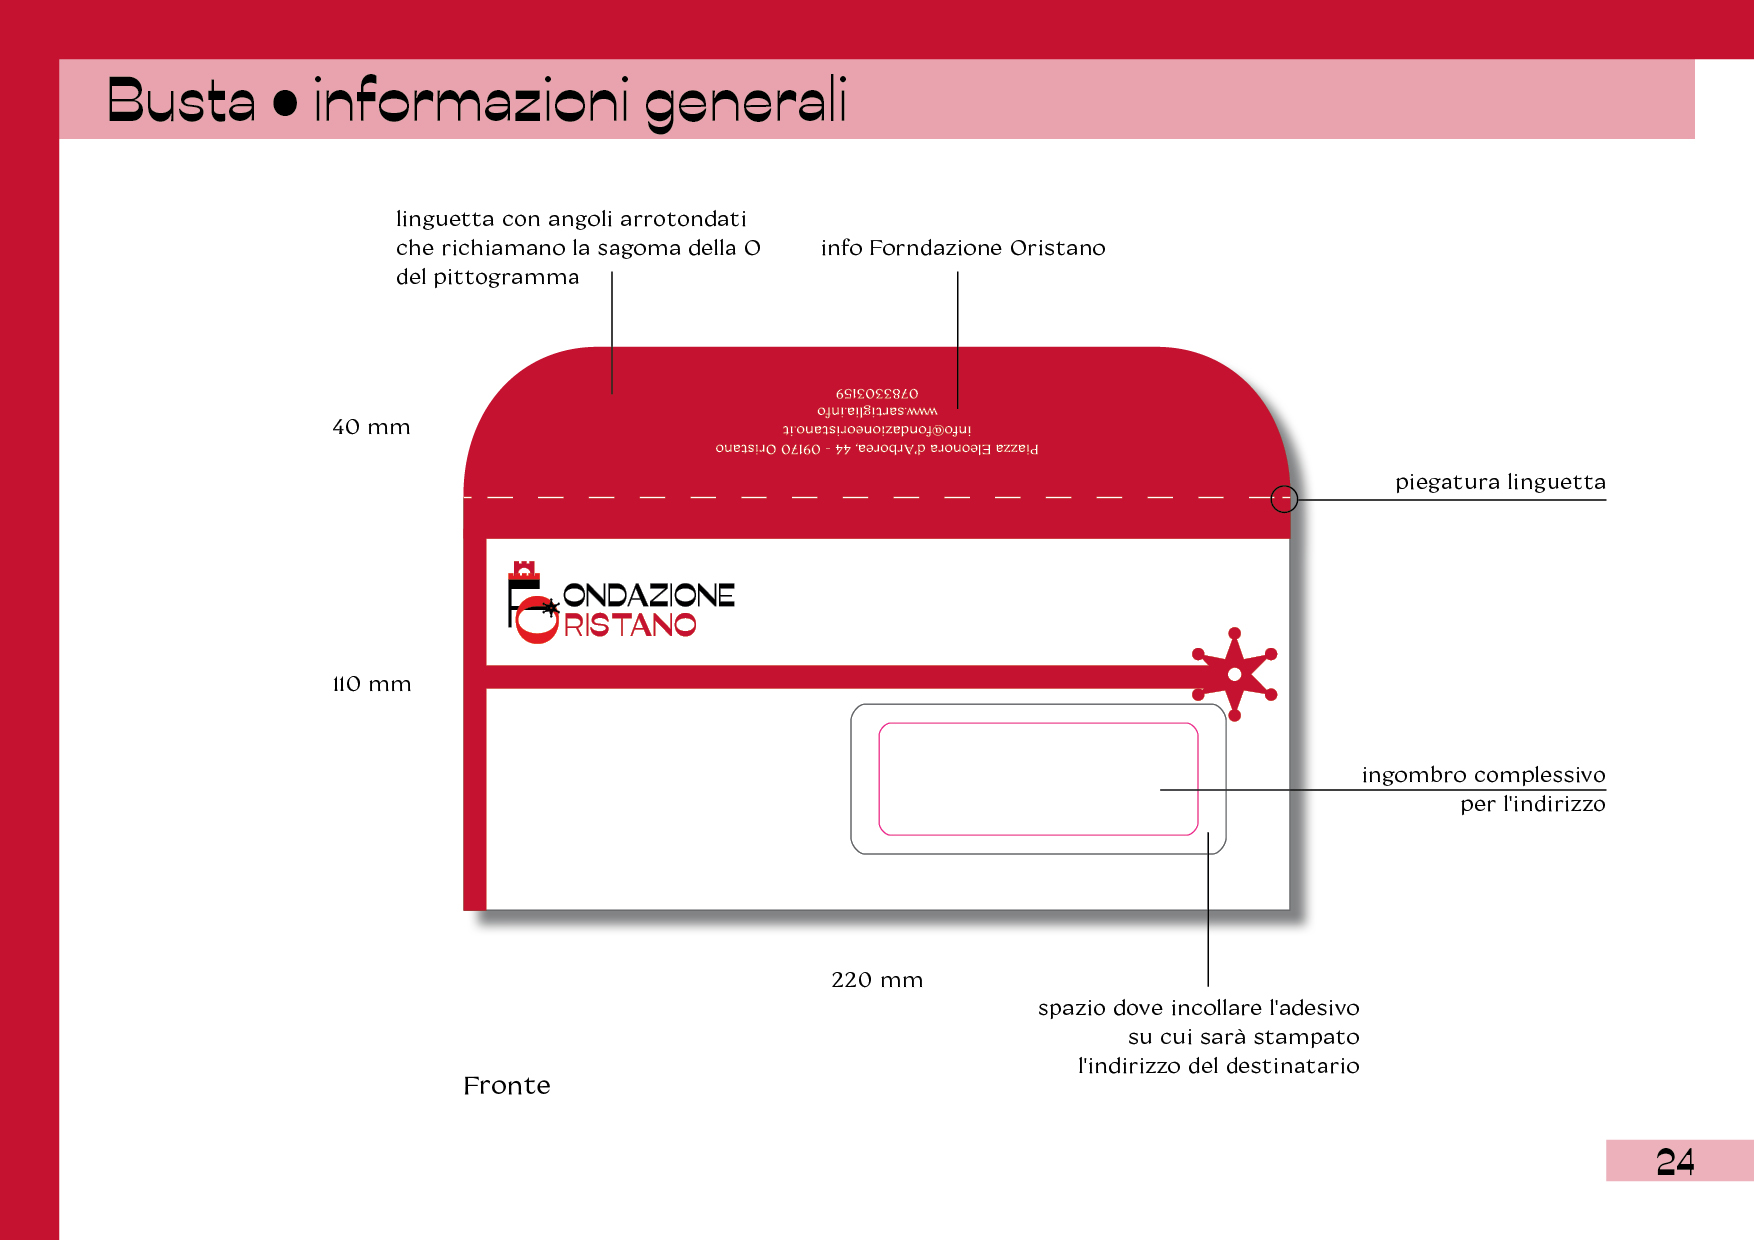 Busta • informazioni generali
linguetta con angoli arrotondati
che richiamano la sagoma della O
del pittogramma
info Forndazione Oristano
40 mm
Piazza Eleonora d'Arborea, 44 - 09170 Oristano
info@fondazioneoristano.it
www.sartiglia.info
0783303159
piegatura linguetta
FONDAZIONE
ORISTANO
110 mm
ingombro complessivo
per l'indirizzo
220 mm
spazio dove incollare l'adesivo
su cui sarà stampato
l'indirizzo del destinatario
Fronte
24